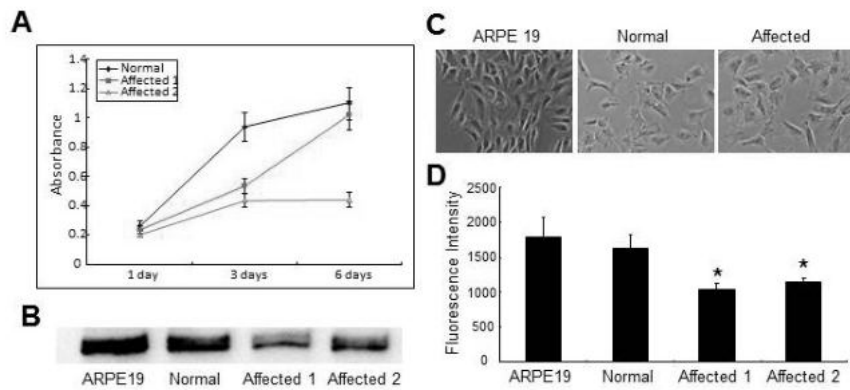 A
1.4
1.2
1
0.8
0.6
0.4
0.2
0
Absorbance
Normal
Affected 1
Affected 2
1 day 3 days 6 days
B
ARPE19 Normal Affected 1 Affected 2
C
ARPE 19 Normal Affected
D
2500
2000
1500
1000
500
0
Fluorescence Intensity
* *
ARPE19 Normal Affected 1 Affected 2